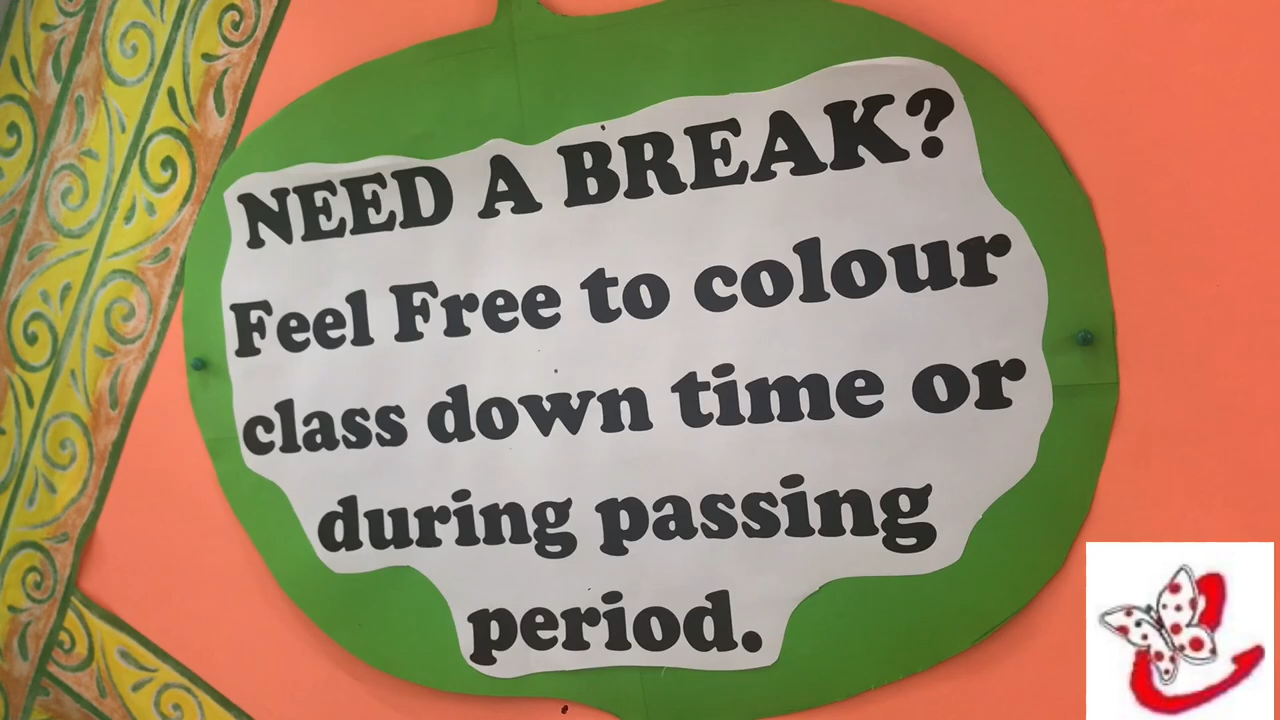 NEED A BREAK?
Feel Free to colour
class down time or
during passing
period.